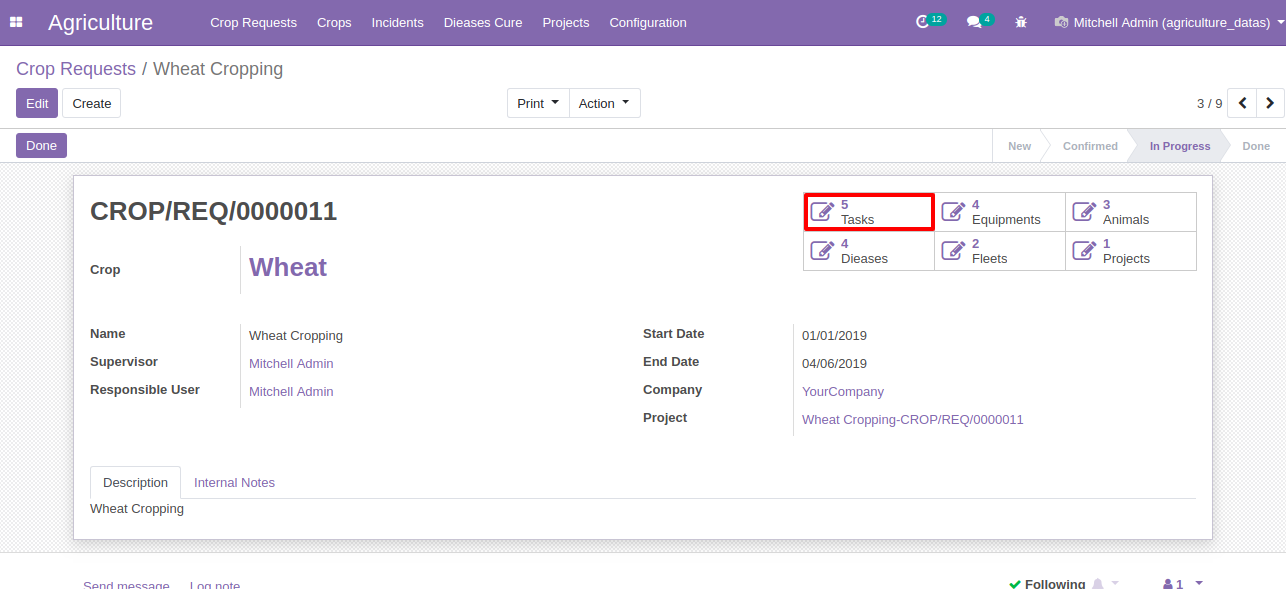 Agriculture Crop Requests Crops Incidents Dieases Cure Projects Configuration 12 4 Mitchell Admin (agriculture_datas)
Crop Requests / Wheat Cropping
Edit Create Print Action 3 / 9
Done New Confirmed In Progress Done
CROP/REQ/0000011
5 Tasks
4 Equipments
3 Animals
4 Dieases
2 Fleets
1 Projects
Crop Wheat
Name Wheat Cropping
Supervisor Mitchell Admin
Responsible User Mitchell Admin
Start Date 01/01/2019
End Date 04/06/2019
Company YourCompany
Project Wheat Cropping-CROP/REQ/0000011
Description Internal Notes
Wheat Cropping
Send message Log note Following 1